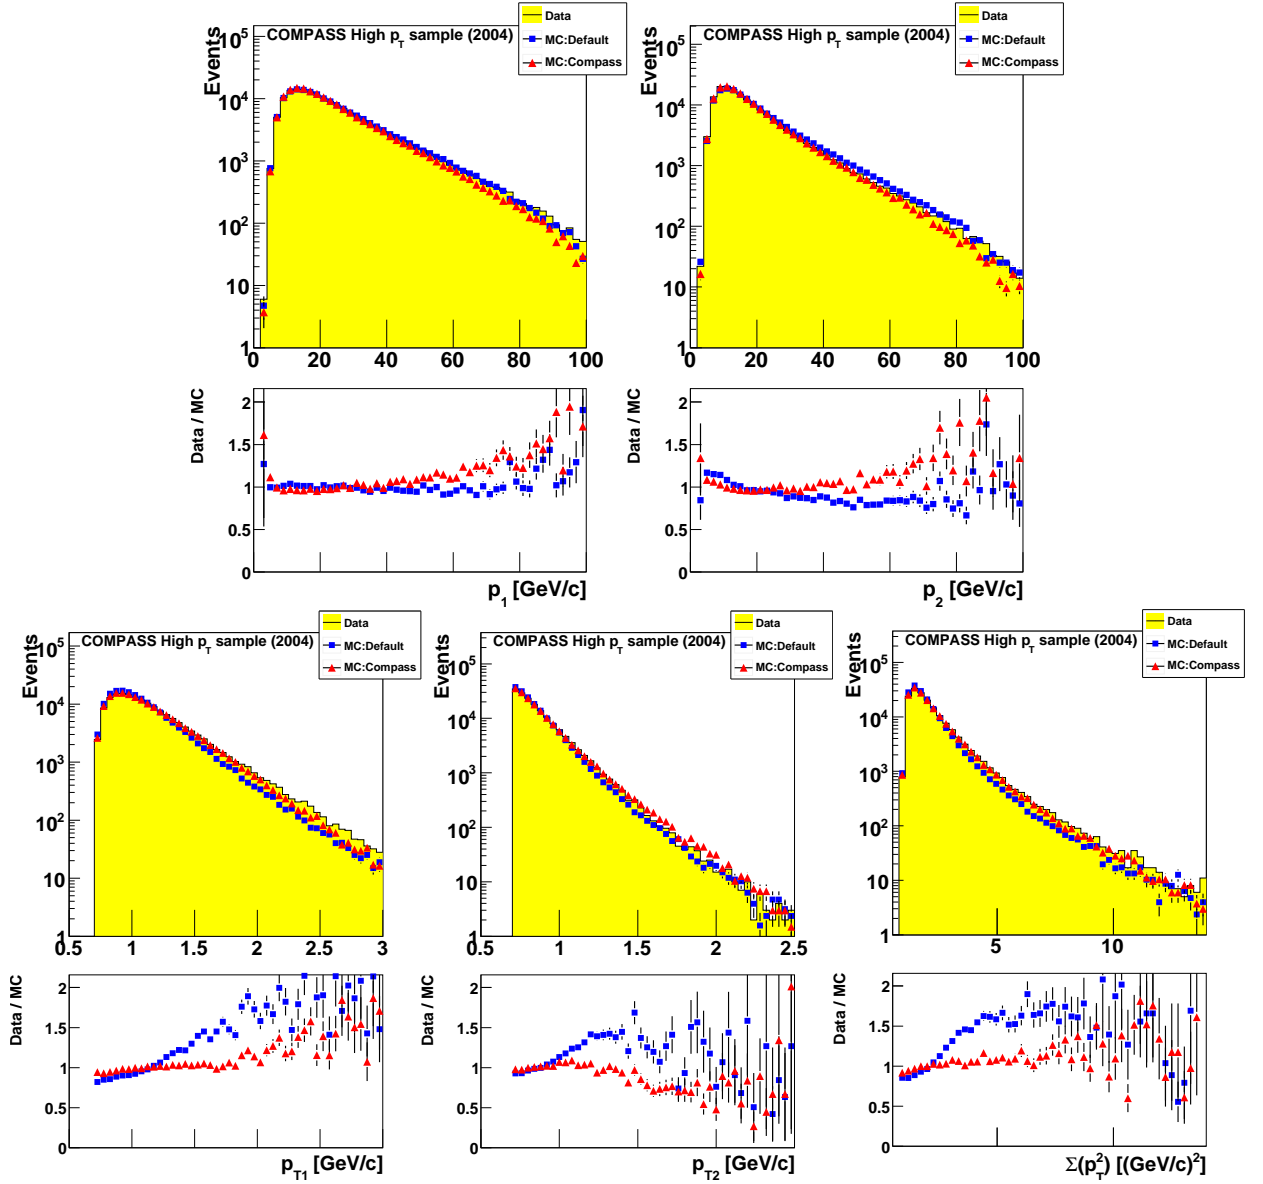 COMPASS High p_T sample (2004)
Data
MC:Default
MC:Compass
Events
10^5
10^4
10^3
10^2
10
1
0 20 40 60 80 100
Data / MC
2
1.5
1
0.5
0
p_1 [GeV/c]
COMPASS High p_T sample (2004)
Data
MC:Default
MC:Compass
Events
10^5
10^4
10^3
10^2
10
1
0 20 40 60 80 100
Data / MC
2
1.5
1
0.5
0
p_2 [GeV/c]
COMPASS High p_T sample (2004)
Data
MC:Default
MC:Compass
Events
10^5
10^4
10^3
10^2
10
1
0.5 1 1.5 2 2.5 3
Data / MC
2
1.5
1
0.5
0
p_T1 [GeV/c]
COMPASS High p_T sample (2004)
Data
MC:Default
MC:Compass
Events
10^5
10^4
10^3
10^2
10
1
0.5 1 1.5 2 2.5
Data / MC
2
1.5
1
0.5
0
p_T2 [GeV/c]
COMPASS High p_T sample (2004)
Data
MC:Default
MC:Compass
Events
10^5
10^4
10^3
10^2
10
1
5 10
Data / MC
2
1.5
1
0.5
0
Σ(p_T^2) [(GeV/c)^2]